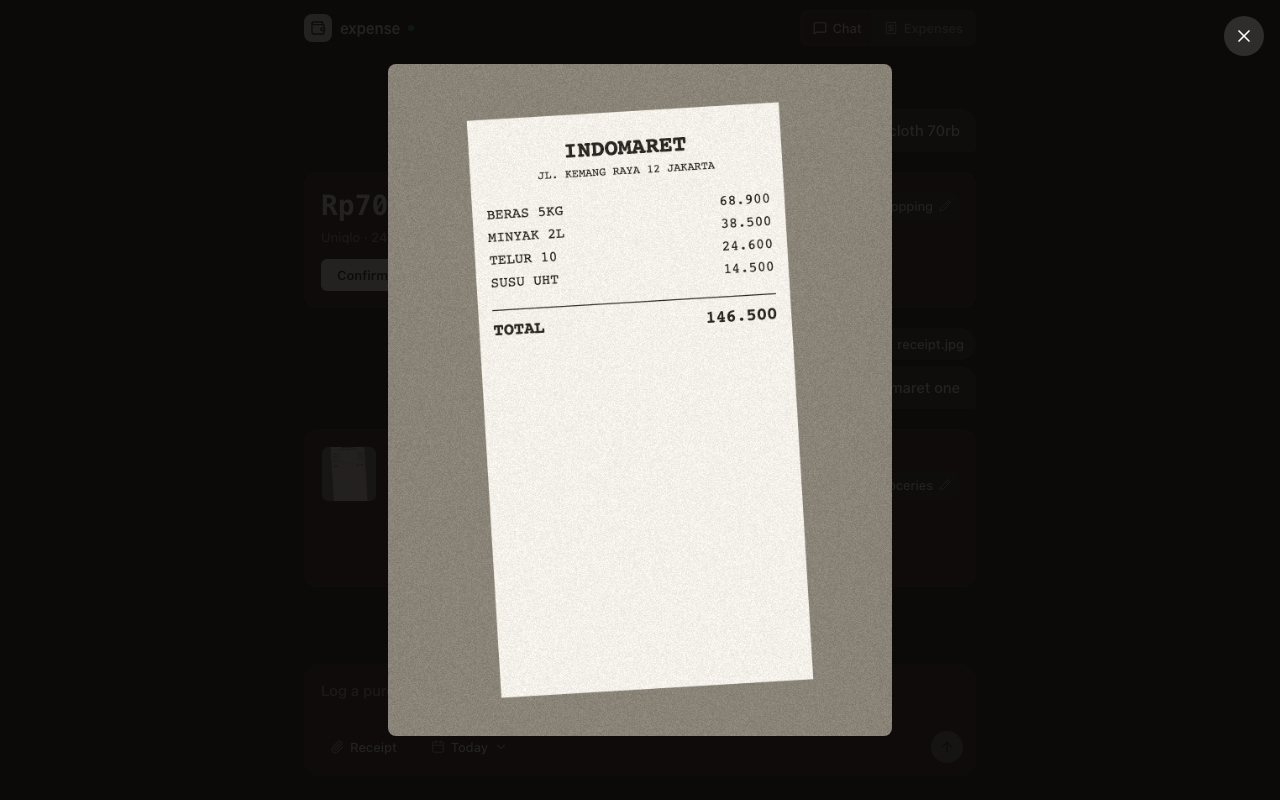 expense
Chat
Expenses
cloth 70rb
Rp70
opping
Uniqlo · 24
Confirm
receipt.jpg
maret one
oceries
INDOMARET
JL. KEMANG RAYA 12 JAKARTA
BERAS 5KG 68.900
MINYAK 2L 38.500
TELUR 10 24.600
SUSU UHT 14.500
TOTAL 146.500
Log a pur
Receipt
Today